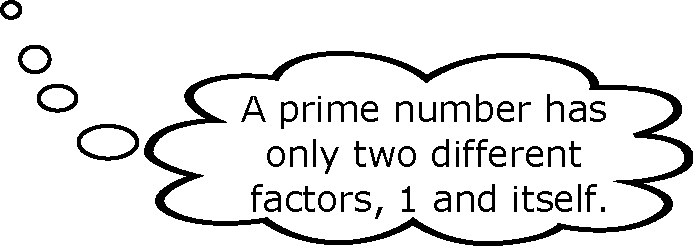 A prime number has
only two different
factors, 1 and itself.